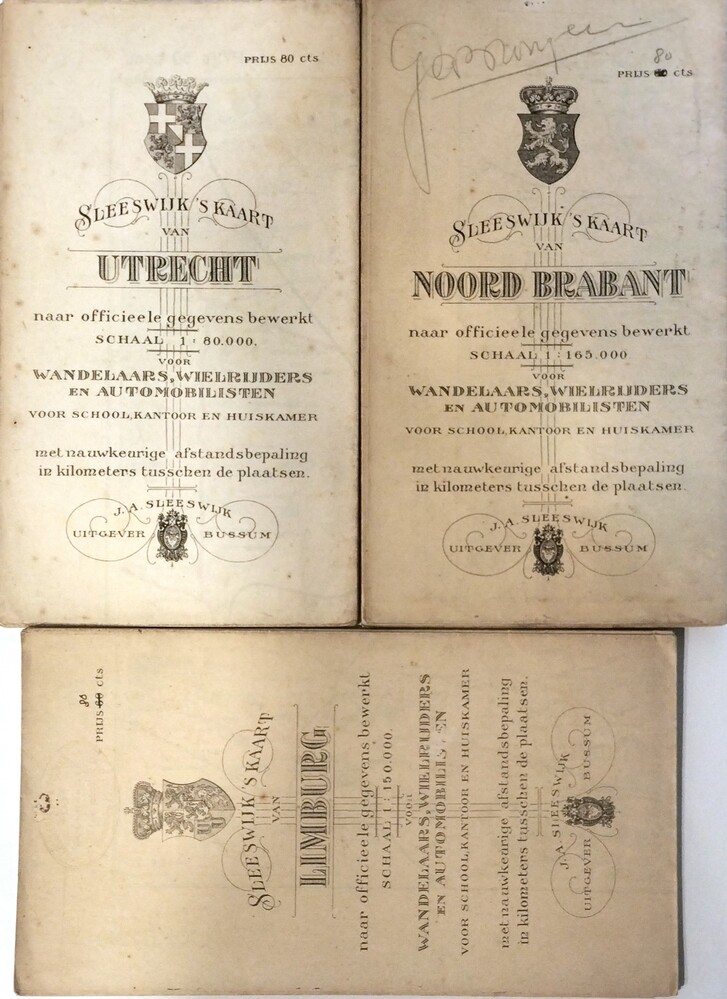 PRIJS 80 cts
SLEESWIJK'S KAART
VAN
UTRECHT
naar officieele gegevens bewerkt
SCHAAL 1 : 80.000.
VOOR
WANDELAARS, WIELRIJDERS
EN AUTOMOBILISTEN
VOOR SCHOOL, KANTOOR EN HUISKAMER
met nauwkeurige afstandsbepaling
in kilometers tusschen de plaatsen.
J. A. SLEESWIJK
UITGEVER BUSSUM
80
PRIJS cts
SLEESWIJK'S KAART
VAN
NOORD BRABANT
naar officieele gegevens bewerkt
SCHAAL 1 : 165.000
VOOR
WANDELAARS, WIELRIJDERS
EN AUTOMOBILISTEN
VOOR SCHOOL, KANTOOR EN HUISKAMER
met nauwkeurige afstandsbepaling
in kilometers tusschen de plaatsen.
J. A. SLEESWIJK
UITGEVER BUSSUM
80
PRIJS cts
SLEESWIJK'S KAART
VAN
LIMBURG
naar officieele gegevens bewerkt
SCHAAL 1 : 150.000.
VOOR
WANDELAARS, WIELRIJDERS
EN AUTOMOBILIS. EN
VOOR SCHOOL, KANTOOR EN HUISKAMER
met nauwkeurige afstandsbepaling
in kilometers tusschen de plaatsen.
J. A. SLEESWIJK
UITGEVER BUSSUM